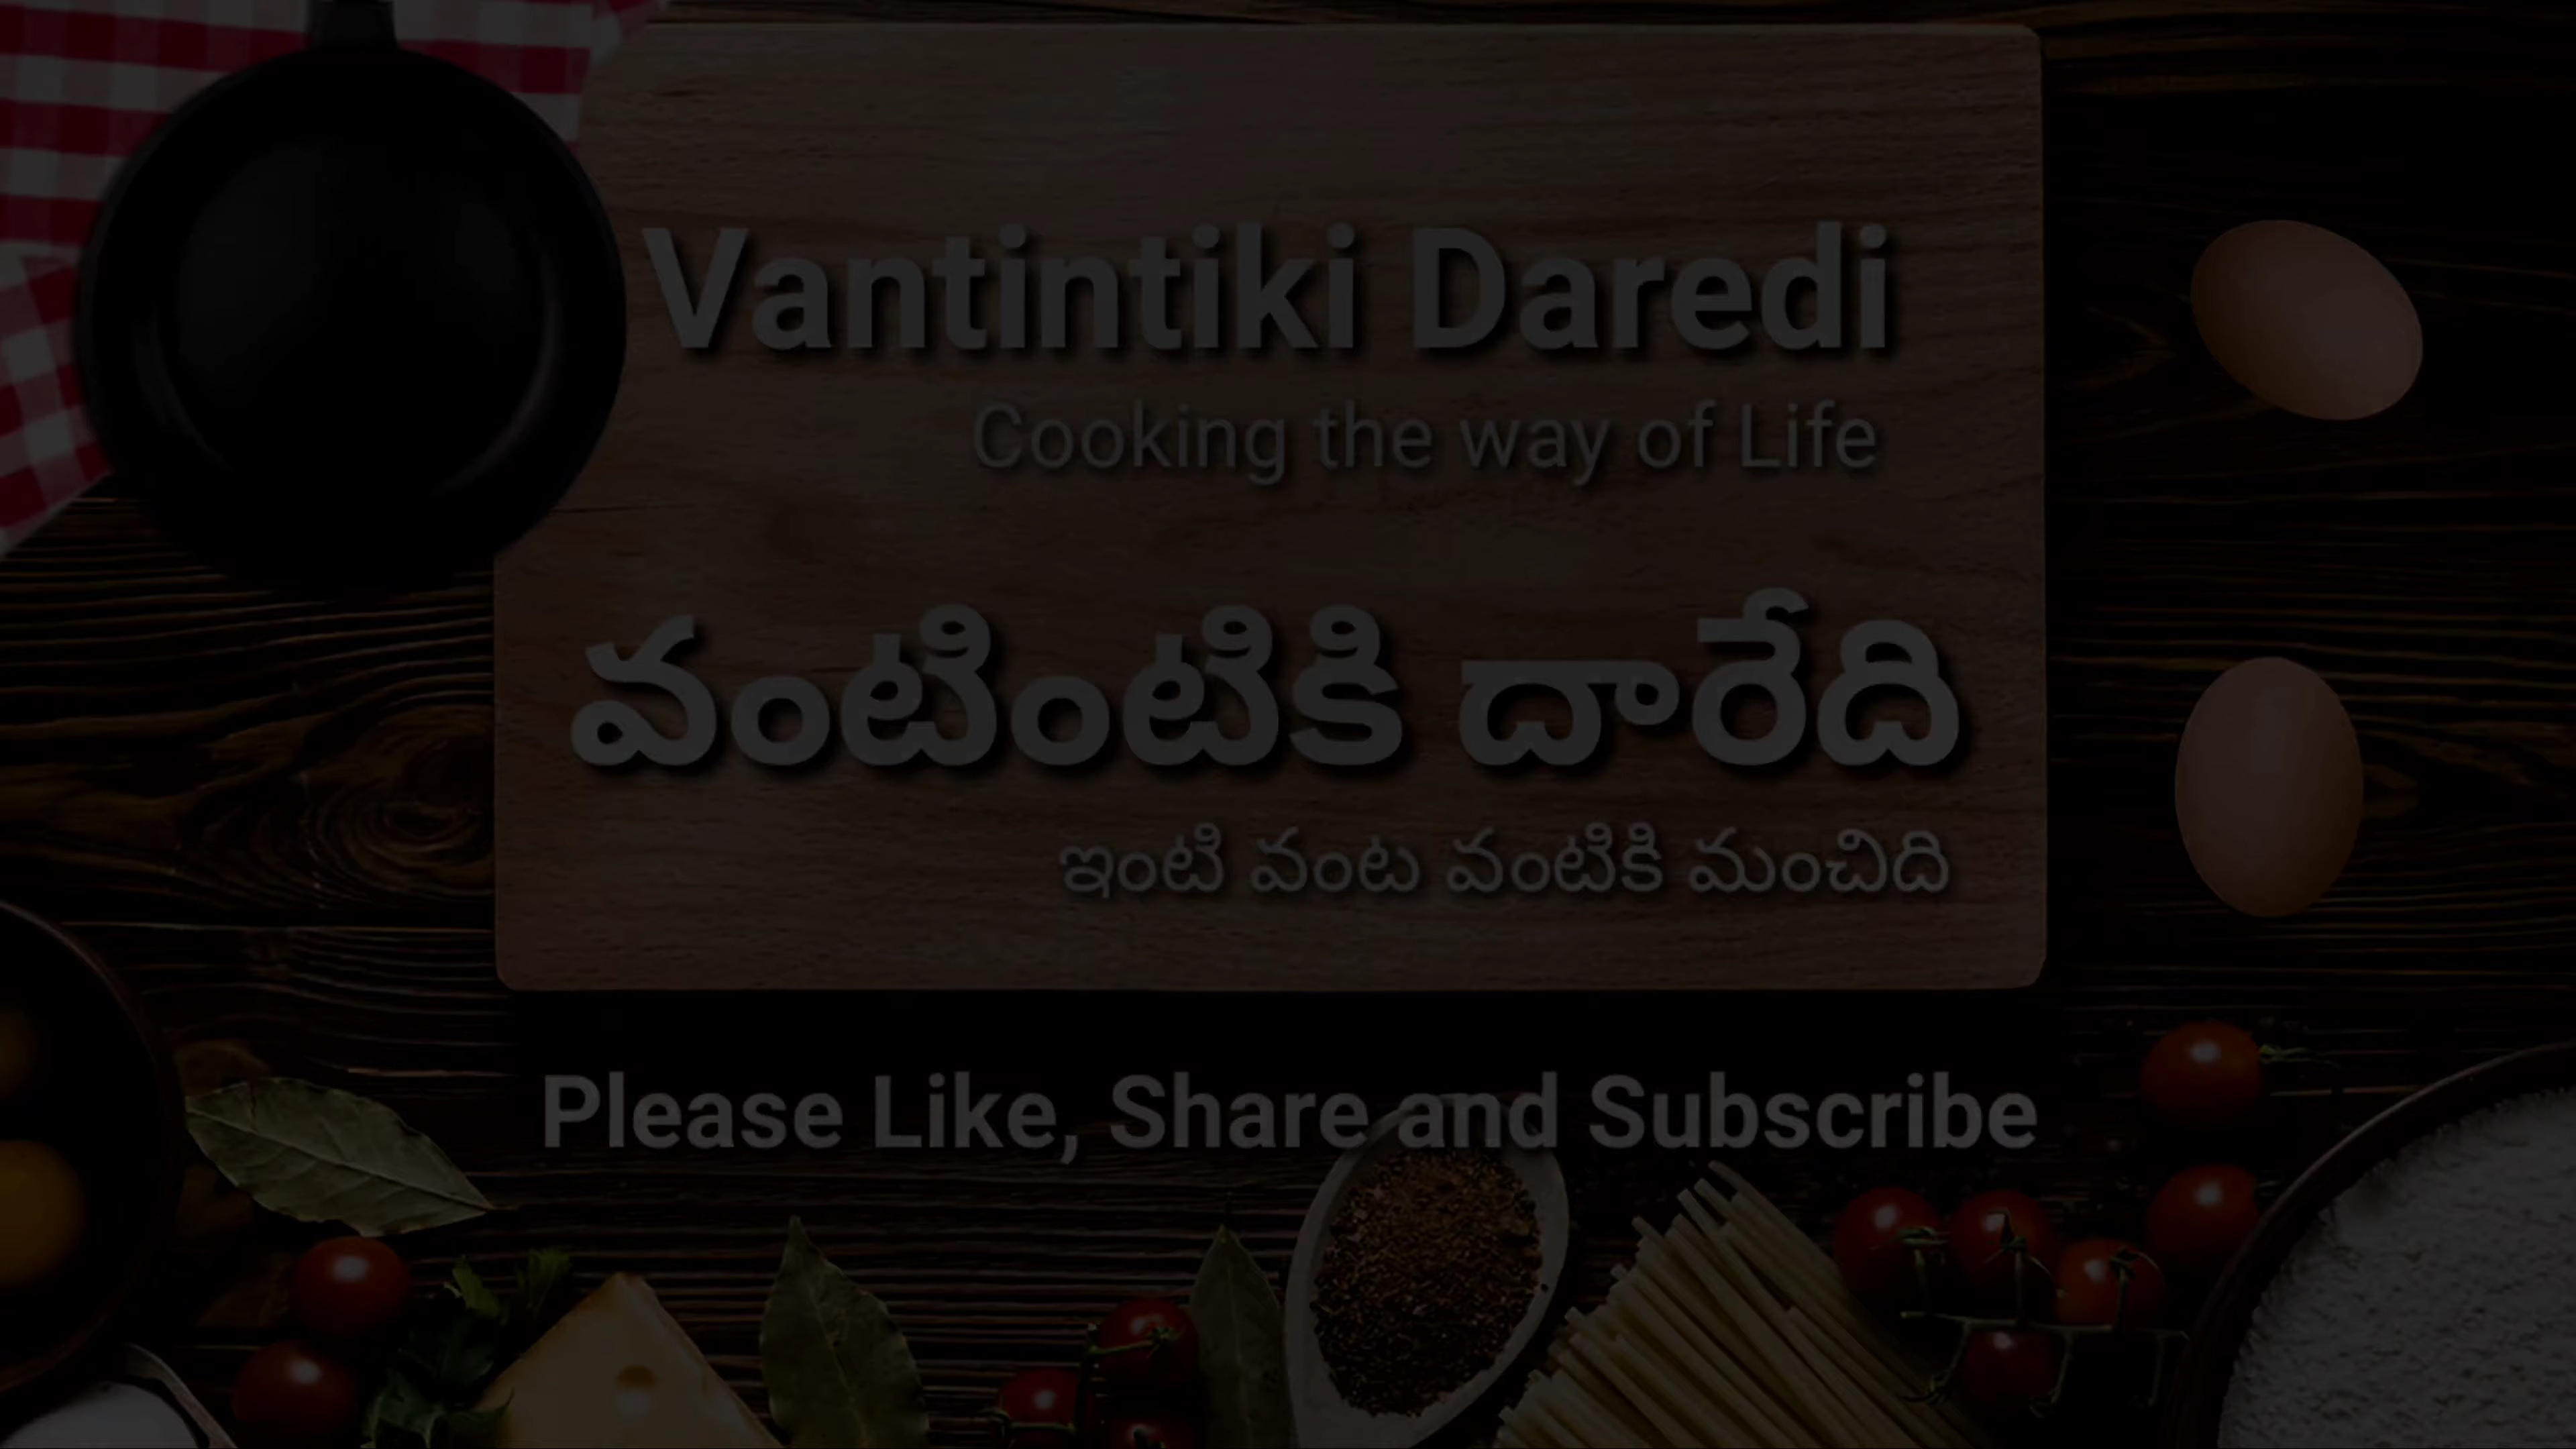 Vantintiki Daredi
Cooking the way of Life
వంటింటికి దారేది
ఇంటి వంట వంటికి మంచిది
Please Like, Share and Subscribe